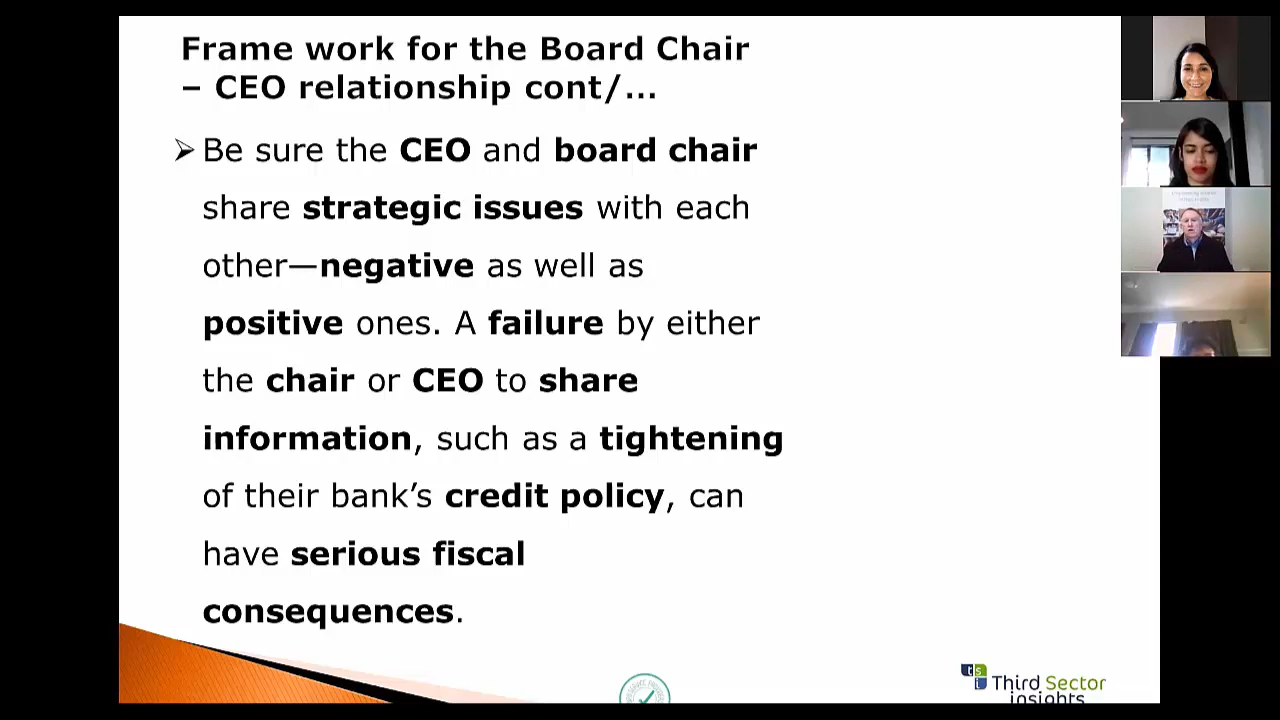 Frame work for the Board Chair
– CEO relationship cont/...
➢ Be sure the CEO and board chair
share strategic issues with each
other—negative as well as
positive ones. A failure by either
the chair or CEO to share
information, such as a tightening
of their bank’s credit policy, can
have serious fiscal
consequences.
ts
i
Third Sector
insights